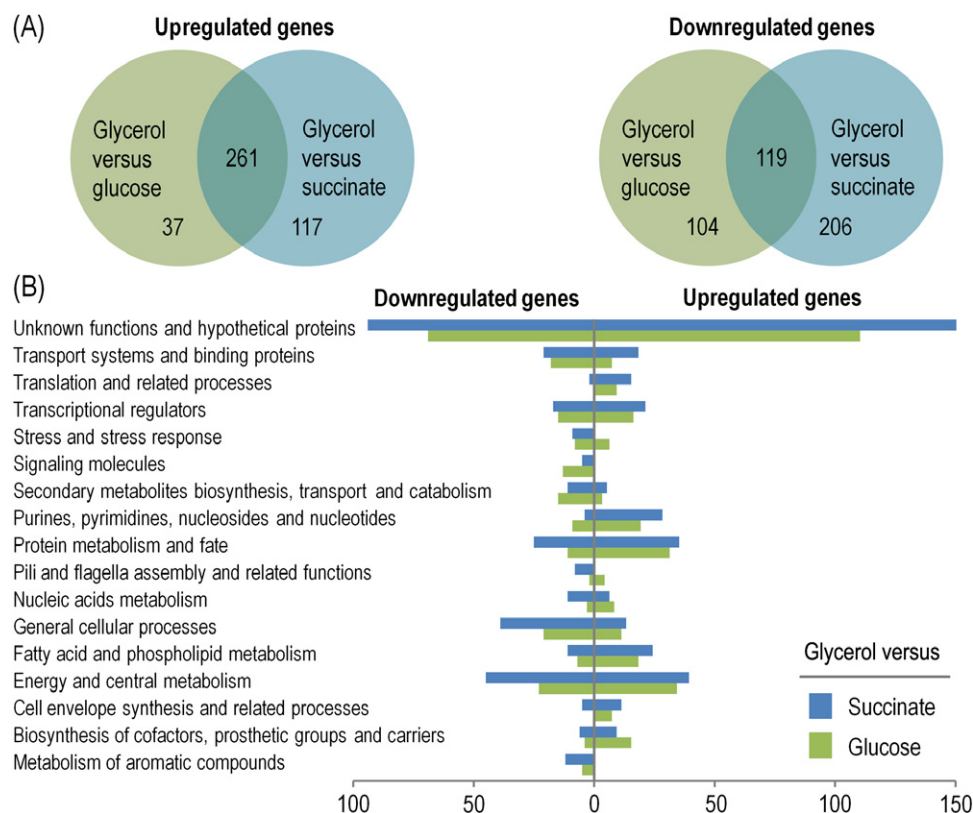 (A)
Upregulated genes
Downregulated genes
Glycerol
versus
glucose
37
261
Glycerol
versus
succinate
117
Glycerol
versus
glucose
104
119
Glycerol
versus
succinate
206
(B)
Downregulated genes
Upregulated genes
Unknown functions and hypothetical proteins
Transport systems and binding proteins
Translation and related processes
Transcriptional regulators
Stress and stress response
Signaling molecules
Secondary metabolites biosynthesis, transport and catabolism
Purines, pyrimidines, nucleosides and nucleotides
Protein metabolism and fate
Pili and flagella assembly and related functions
Nucleic acids metabolism
General cellular processes
Fatty acid and phospholipid metabolism
Energy and central metabolism
Cell envelope synthesis and related processes
Biosynthesis of cofactors, prosthetic groups and carriers
Metabolism of aromatic compounds
Glycerol versus
Succinate
Glucose
100 50 0 50 100 150